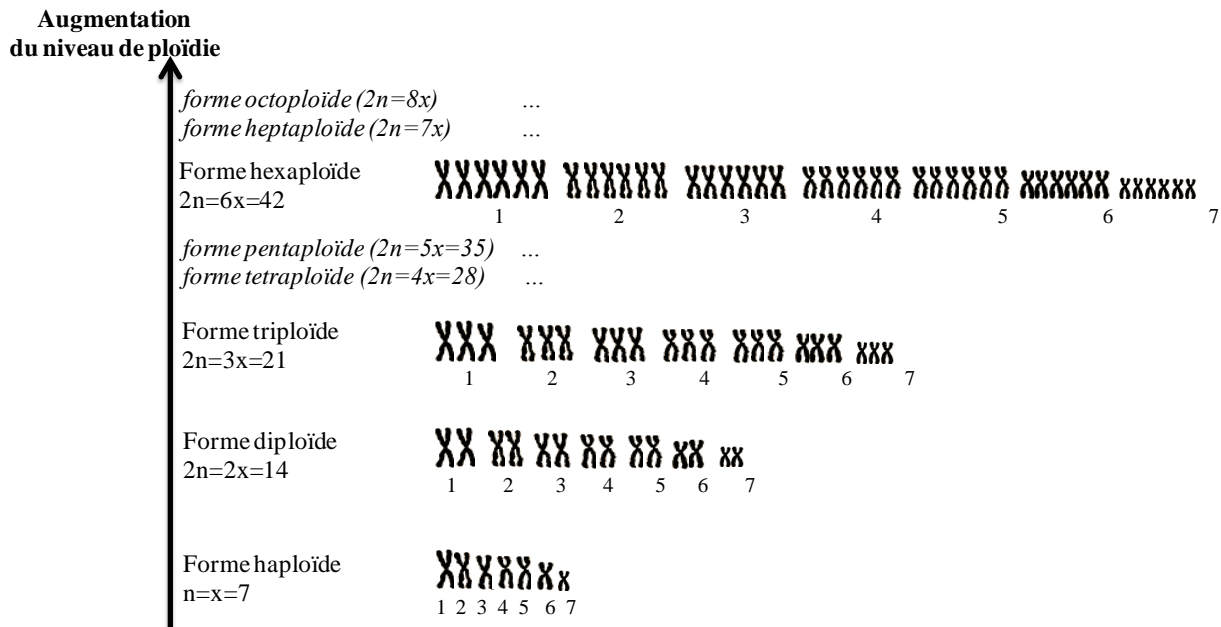 Augmentation
du niveau de ploïdie
forme octoploïde (2n=8x) ...
forme heptaploïde (2n=7x) ...
Forme hexaploïde
2n=6x=42
1 2 3 4 5 6 7
forme pentaploïde (2n=5x=35) ...
forme tetraploïde (2n=4x=28) ...
Forme triploïde
2n=3x=21
1 2 3 4 5 6 7
Forme diploïde
2n=2x=14
1 2 3 4 5 6 7
Forme haploïde
n=x=7
1 2 3 4 5 6 7